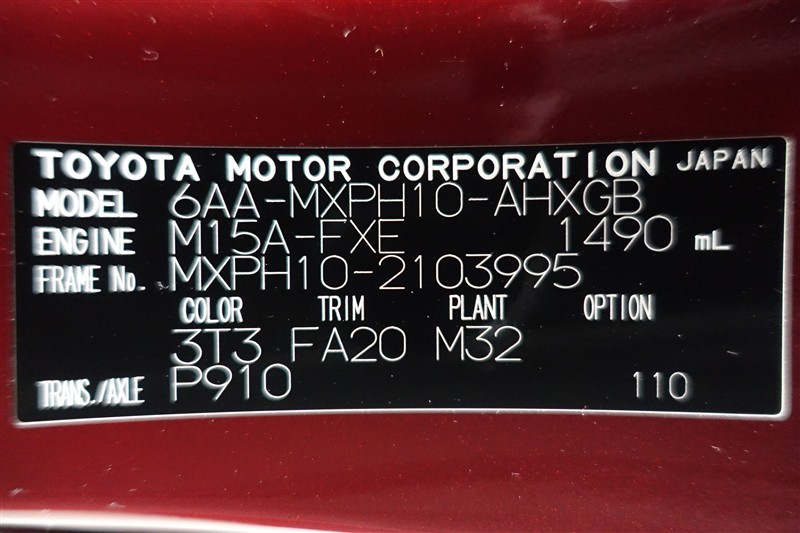 TOYOTA MOTOR CORPORATION JAPAN
MODEL 6AA-MXPH10-AHXGB
ENGINE M15A-FXE 1490 mL
FRAME No. MXPH10-2103995
COLOR TRIM PLANT OPTION
3T3 FA20 M32
TRANS./AXLE P910 110